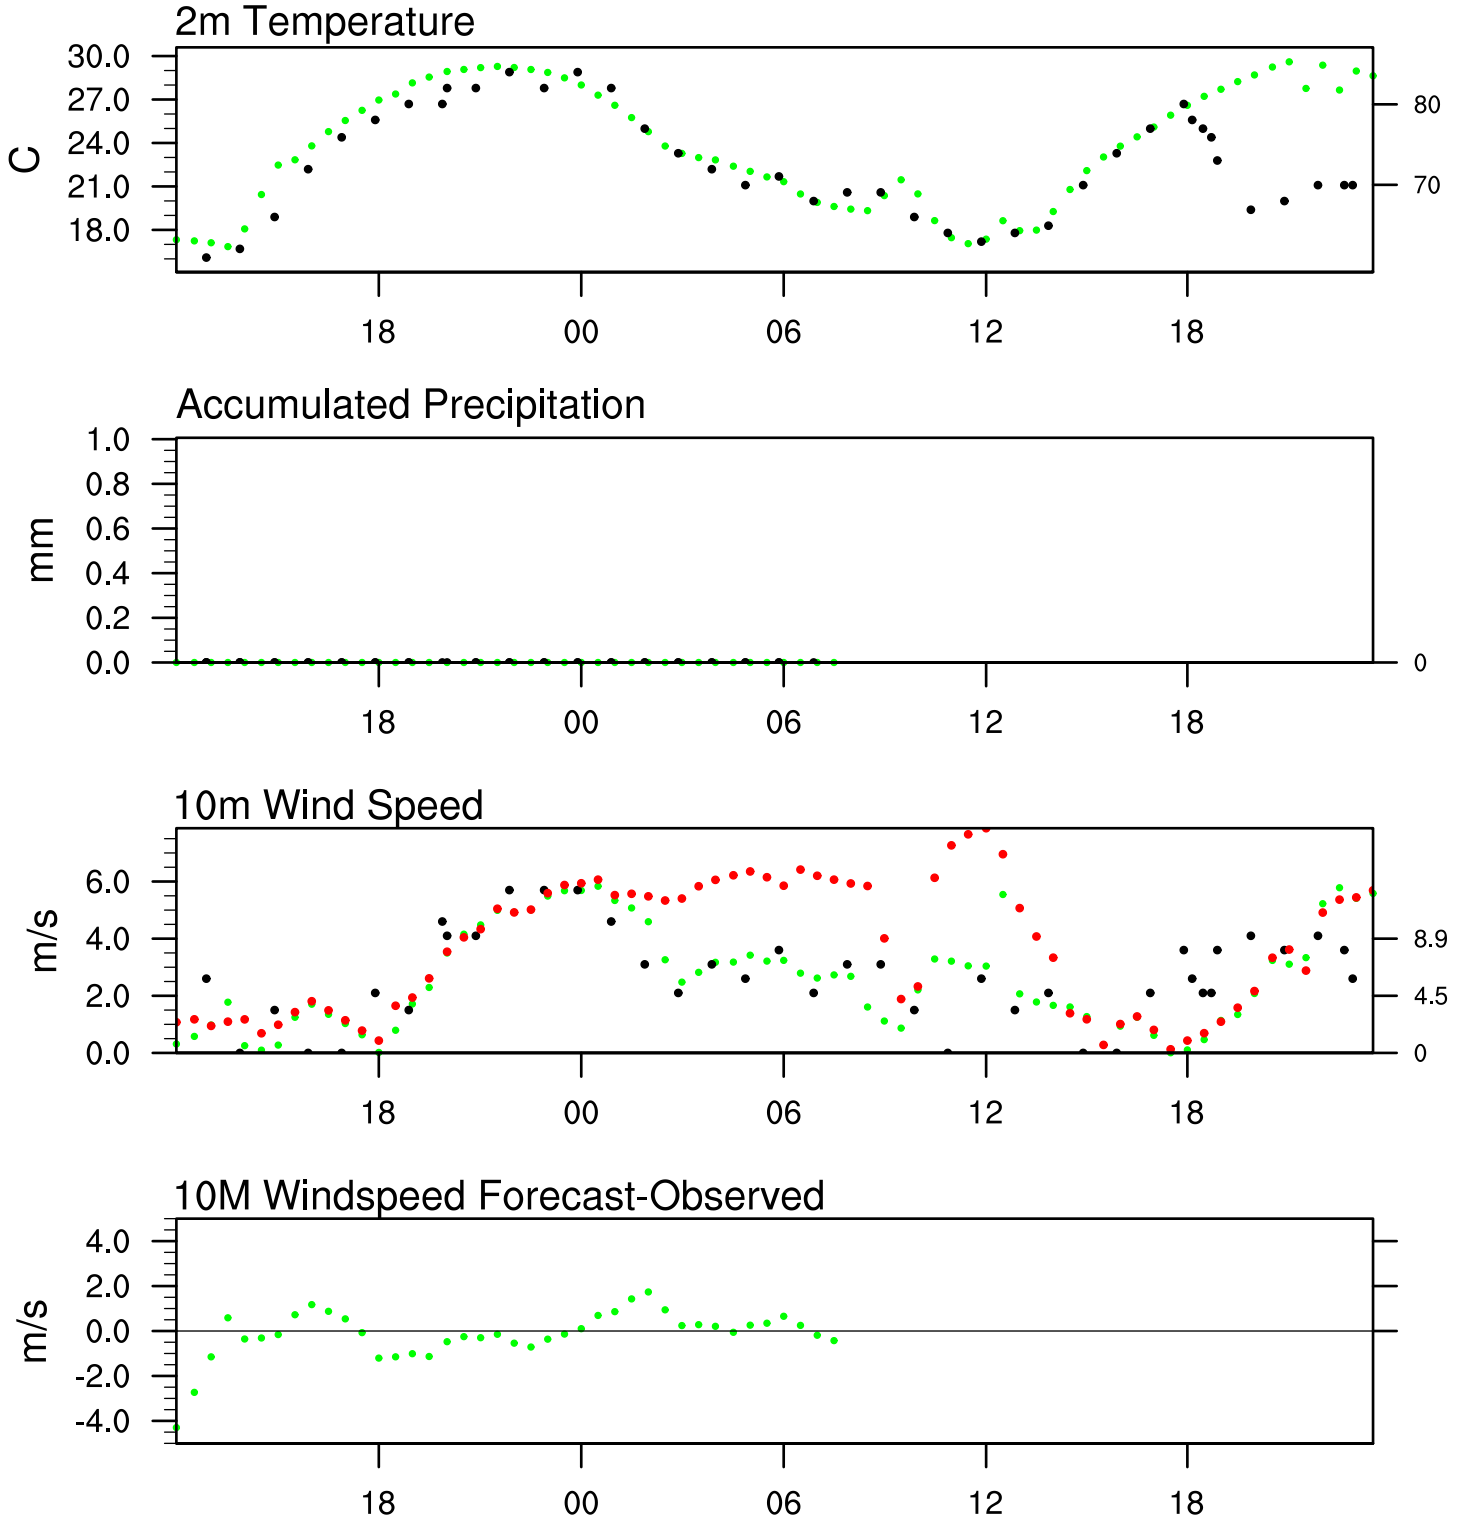 2m Temperature
30.0
27.0
24.0
21.0
18.0
C
80
70
18 00 06 12 18
Accumulated Precipitation
1.0
0.8
0.6
0.4
0.2
0.0
mm
0
18 00 06 12 18
10m Wind Speed
6.0
4.0
2.0
0.0
m/s
8.9
4.5
0
18 00 06 12 18
10M Windspeed Forecast-Observed
4.0
2.0
0.0
-2.0
-4.0
m/s
18 00 06 12 18